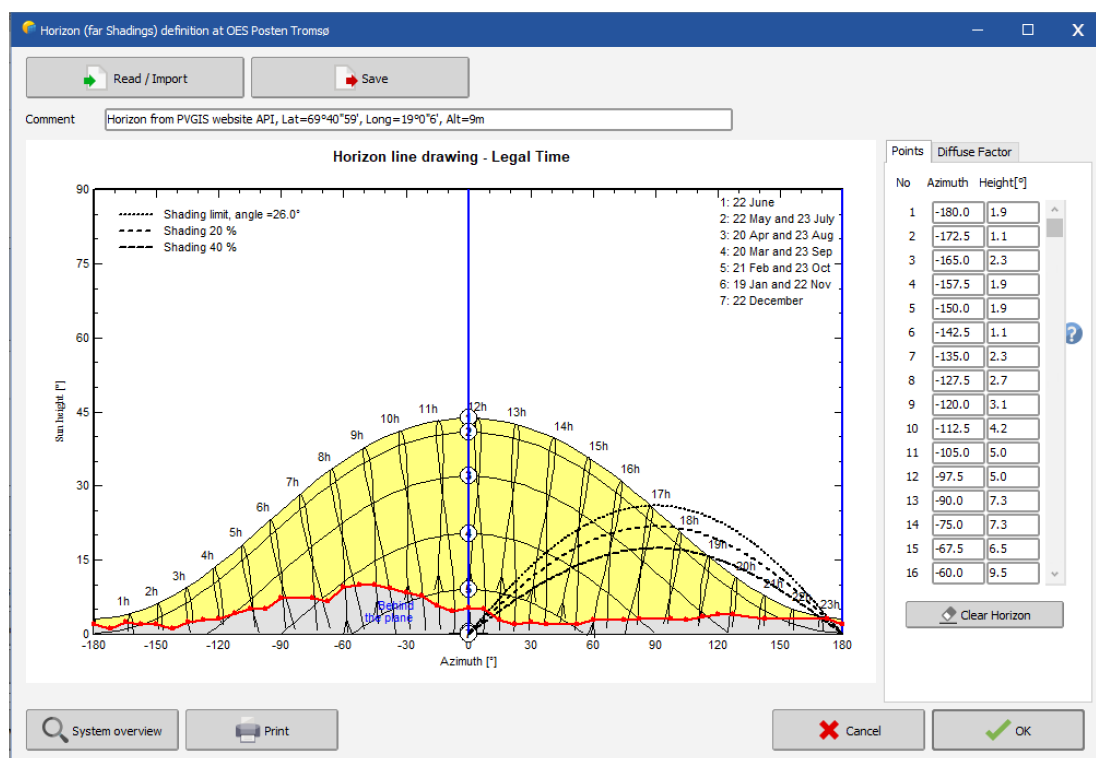 Horizon (far Shadings) definition at OES Posten Tromsø
Read / Import
Save
Comment
Horizon from PVGIS website API, Lat=69°40"59', Long=19°0"6', Alt=9m
Horizon line drawing - Legal Time
Shading limit, angle =26.0°
Shading 20 %
Shading 40 %
1: 22 June
2: 22 May and 23 July
3: 20 Apr and 23 Aug
4: 20 Mar and 23 Sep
5: 21 Feb and 23 Oct
6: 19 Jan and 22 Nov
7: 22 December
90
75
60
45
30
15
0
Sun height [°]
1h
2h
3h
4h
5h
6h
7h
8h
9h
10h
11h
12h
13h
14h
15h
16h
17h
18h
19h
20h
21h
22h
23h
1
2
3
4
5
Behind
the plane
-180 -150 -120 -90 -60 -30 0 30 60 90 120 150 180
Azimuth [°]
Points Diffuse Factor
No Azimuth Height[°]
1 -180.0 1.9
2 -172.5 1.1
3 -165.0 2.3
4 -157.5 1.9
5 -150.0 1.9
6 -142.5 1.1
7 -135.0 2.3
8 -127.5 2.7
9 -120.0 3.1
10 -112.5 4.2
11 -105.0 5.0
12 -97.5 5.0
13 -90.0 7.3
14 -75.0 7.3
15 -67.5 6.5
16 -60.0 9.5
?
Clear Horizon
System overview
Print
Cancel
OK